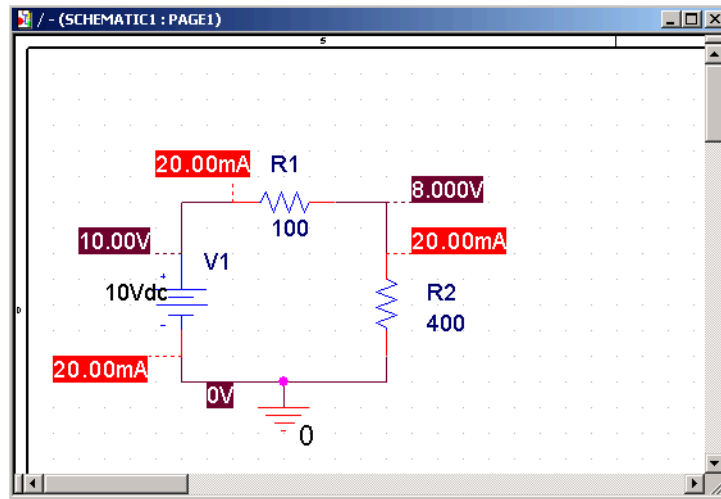 / - (SCHEMATIC1 : PAGE1)
5
20.00mA
R1
8.000V
100
10.00V
20.00mA
V1
+
10Vdc
R2
D
-
400
20.00mA
0V
0